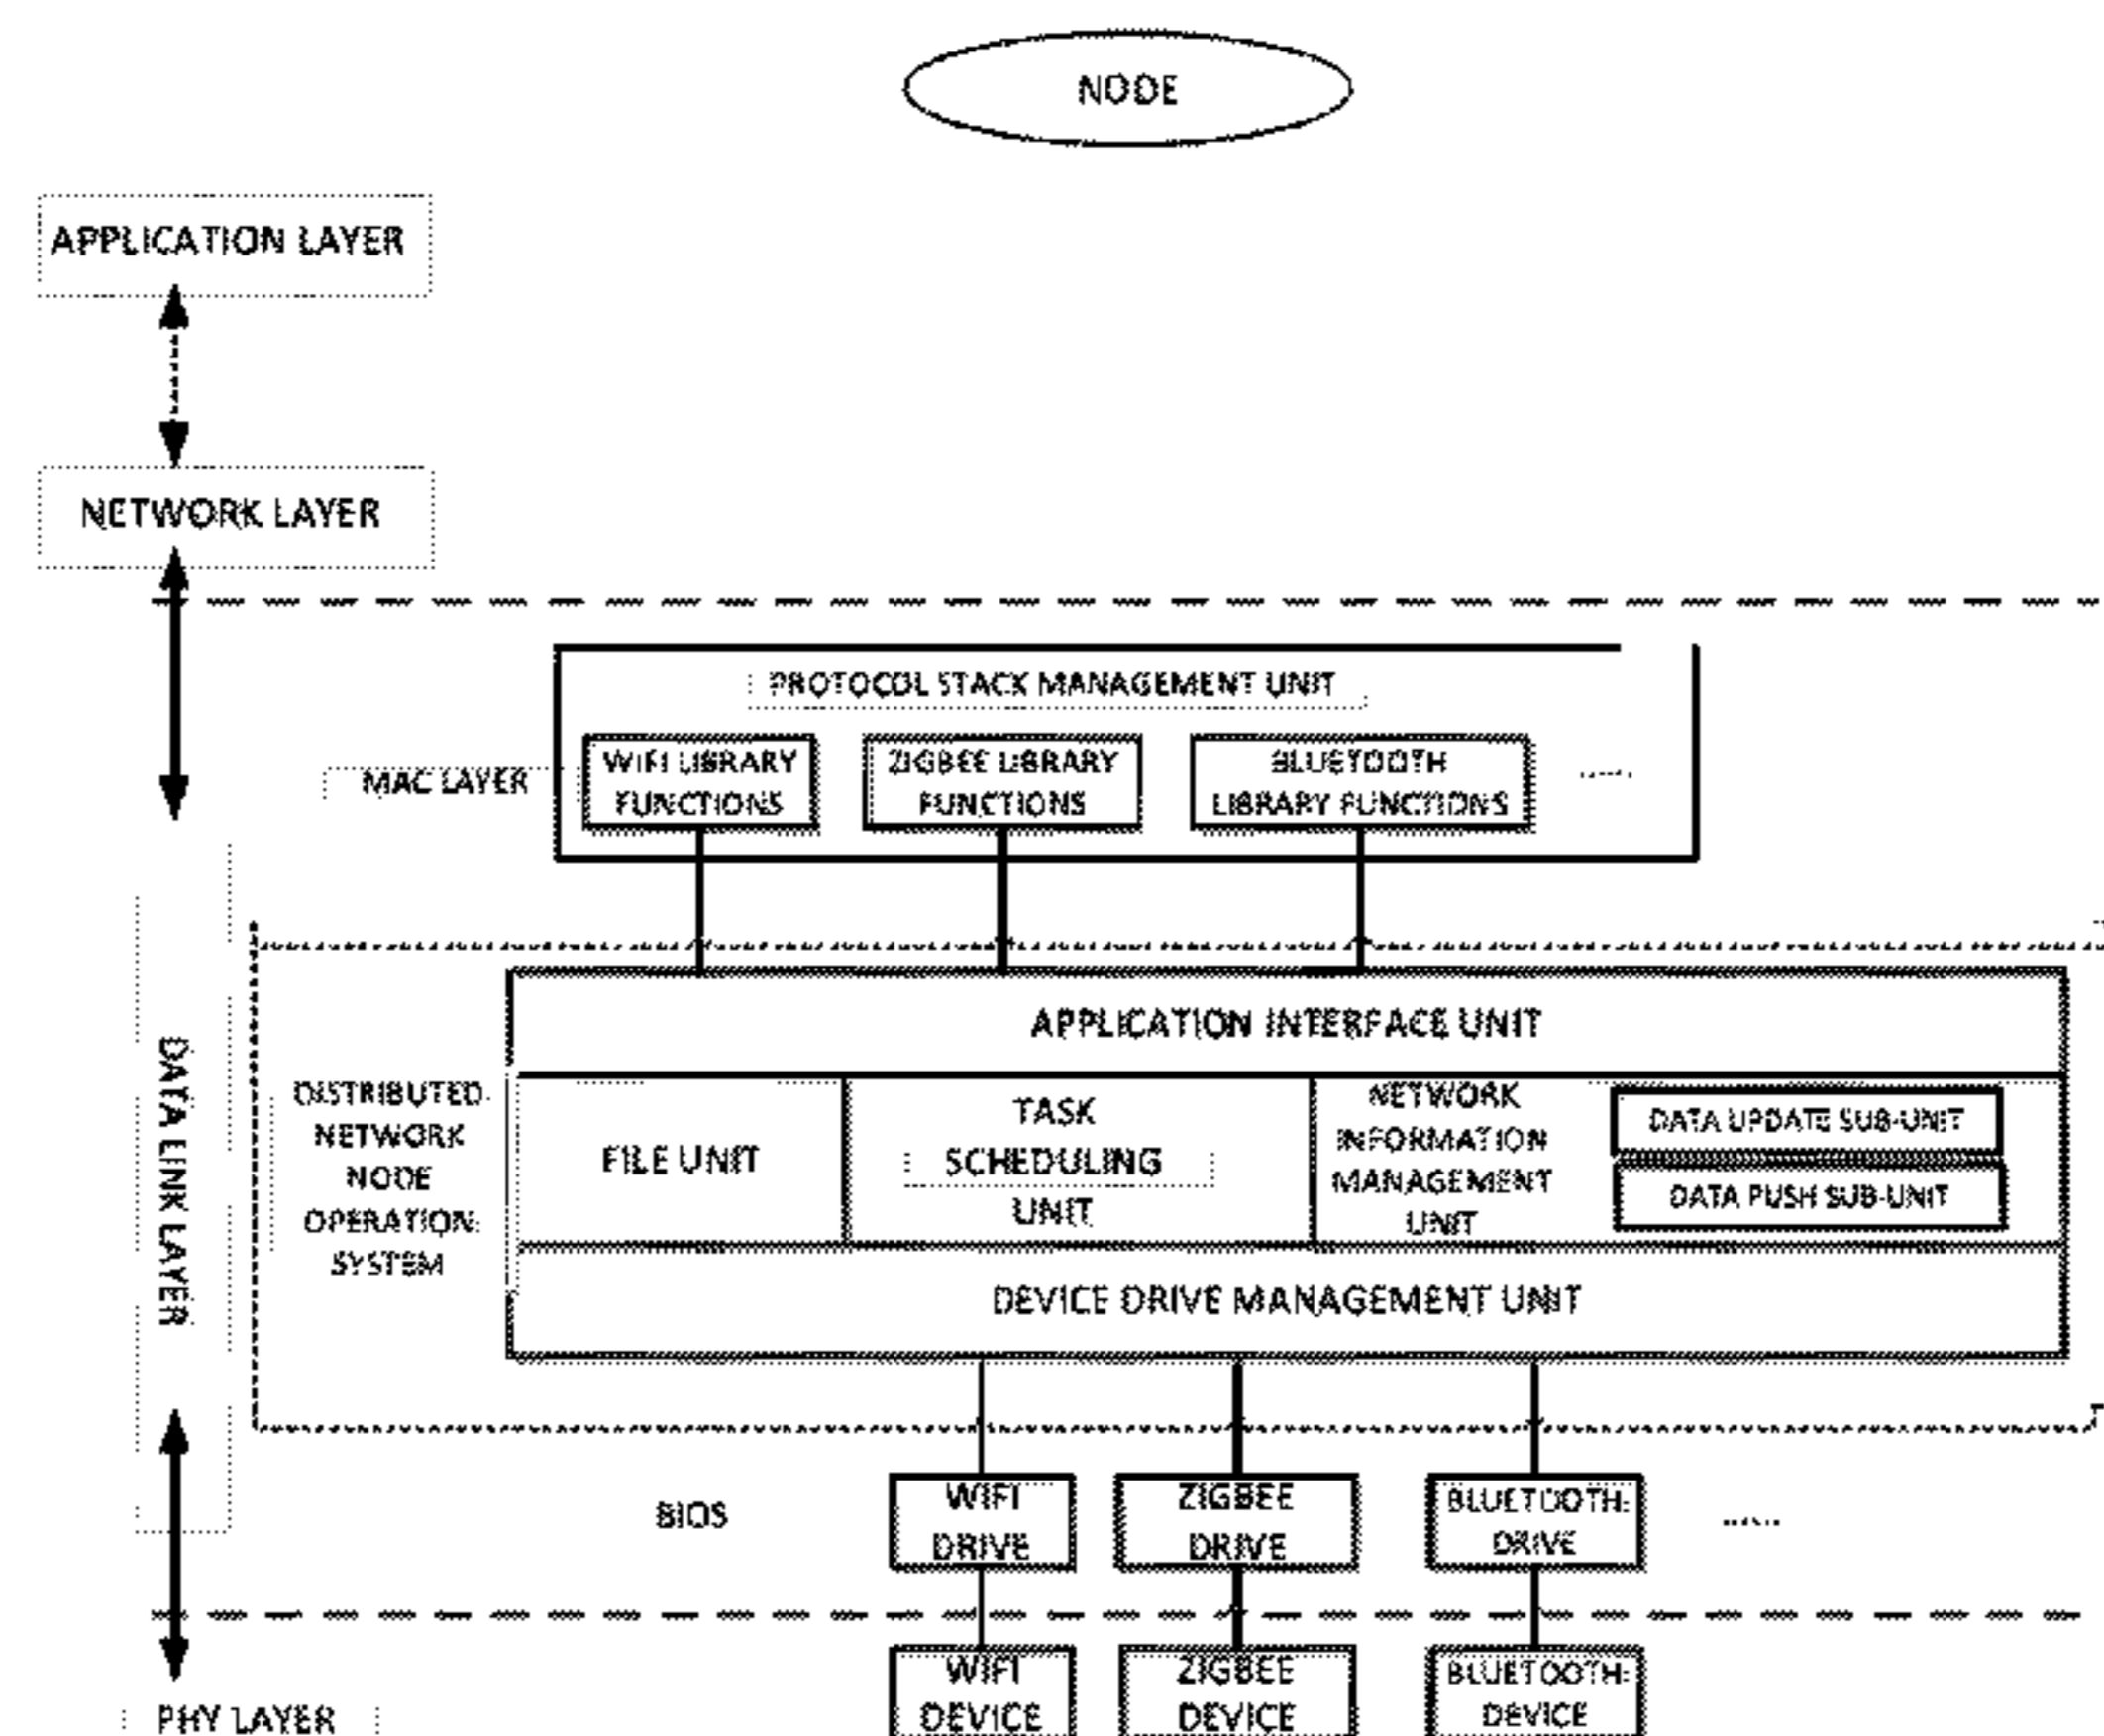 NODE
APPLICATION LAYER
NETWORK LAYER
PROTOCOL STACK MANAGEMENT UNIT
MAC LAYER
WIFI LIBRARY
FUNCTIONS
ZIGBEE LIBRARY
FUNCTIONS
BLUETOOTH
LIBRARY FUNCTIONS
......
DATA LINK LAYER
DISTRIBUTED
NETWORK
NODE
OPERATION
SYSTEM
APPLICATION INTERFACE UNIT
FILE UNIT
TASK
SCHEDULING
UNIT
NETWORK
INFORMATION
MANAGEMENT
UNIT
DATA UPDATE SUB-UNIT
DATA PUSH SUB-UNIT
DEVICE DRIVE MANAGEMENT UNIT
BIOS
WIFI
DRIVE
ZIGBEE
DRIVE
BLUETOOTH
DRIVE
......
PHY LAYER
WIFI
DEVICE
ZIGBEE
DEVICE
BLUETOOTH
DEVICE